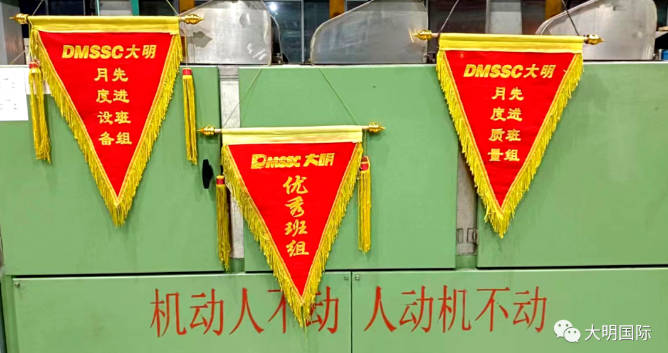 DMSSC大明
月度设备
先进班组
DMSSC大明
优秀班组
DMSSC大明
月度质量
先进班组
机动人不动 人动机不动
大明国际